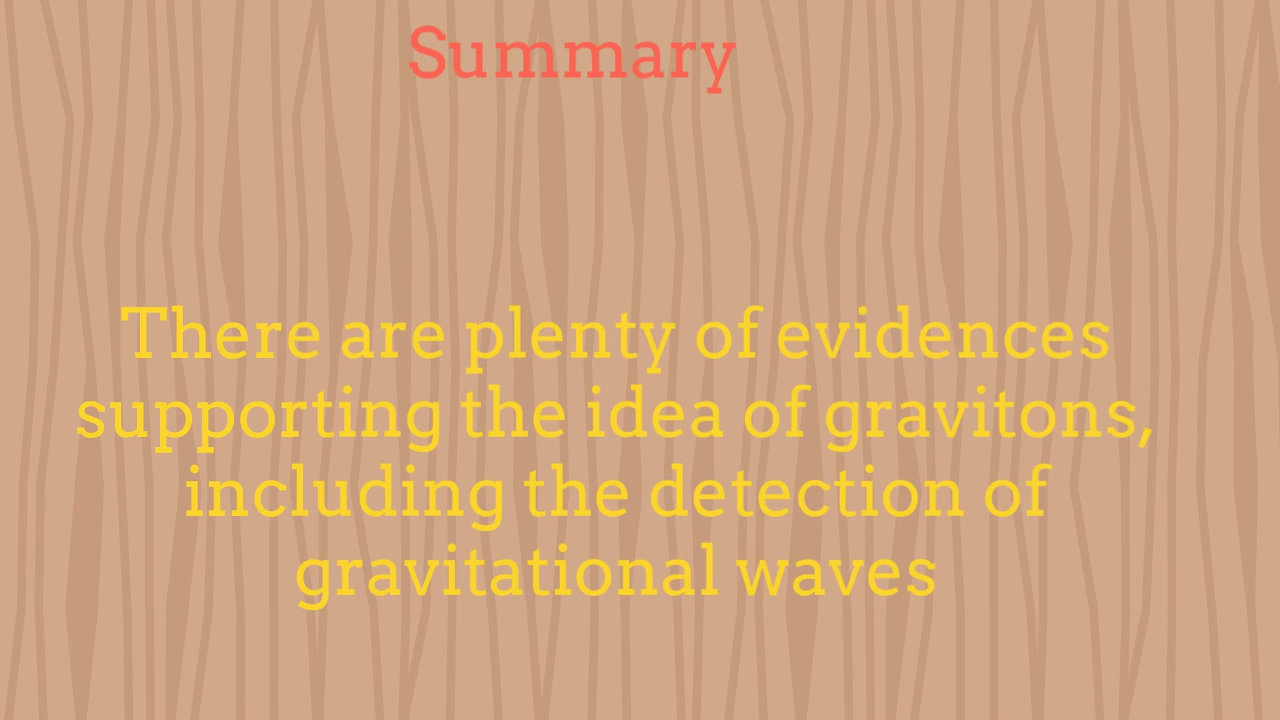 Summary
There are plenty of evidences
supporting the idea of gravitons,
including the detection of
gravitational waves